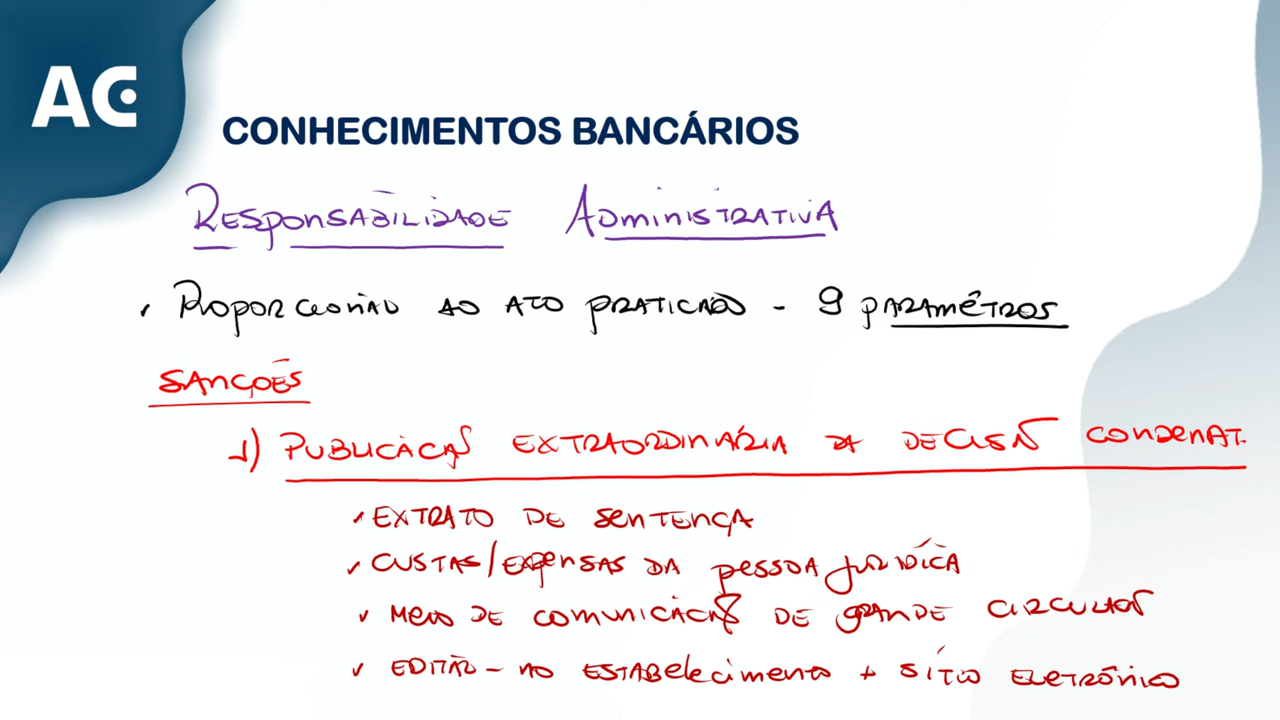 AC
CONHECIMENTOS BANCÁRIOS
RESPONSABILIDADE ADMINISTRATIVA
PROPORCIONAL AO ATO PRATICADO - 9 PARAMÊTROS
SANÇÕES
1) PUBLICAÇÃO EXTRAORDINÁRIA DA DECISÃO CONDENAT.
✓ EXTRATO DE SENTENÇA
✓ CUSTAS/EXPENSAS DA PESSOA JURÍDICA
✓ MEIO DE COMUNICAÇÃO DE GRANDE CIRCULAÇÃO
✓ EDITAL - NO ESTABELECIMENTO + SÍTIO ELETRÔNICO